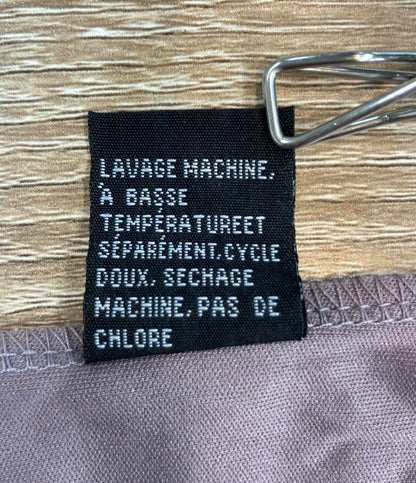 LAVAGE MACHINE,
À BASSE
TEMPÉRATUREET
SÉPARÉMENT,CYCLE
DOUX, SECHAGE
MACHINE, PAS DE
CHLORE